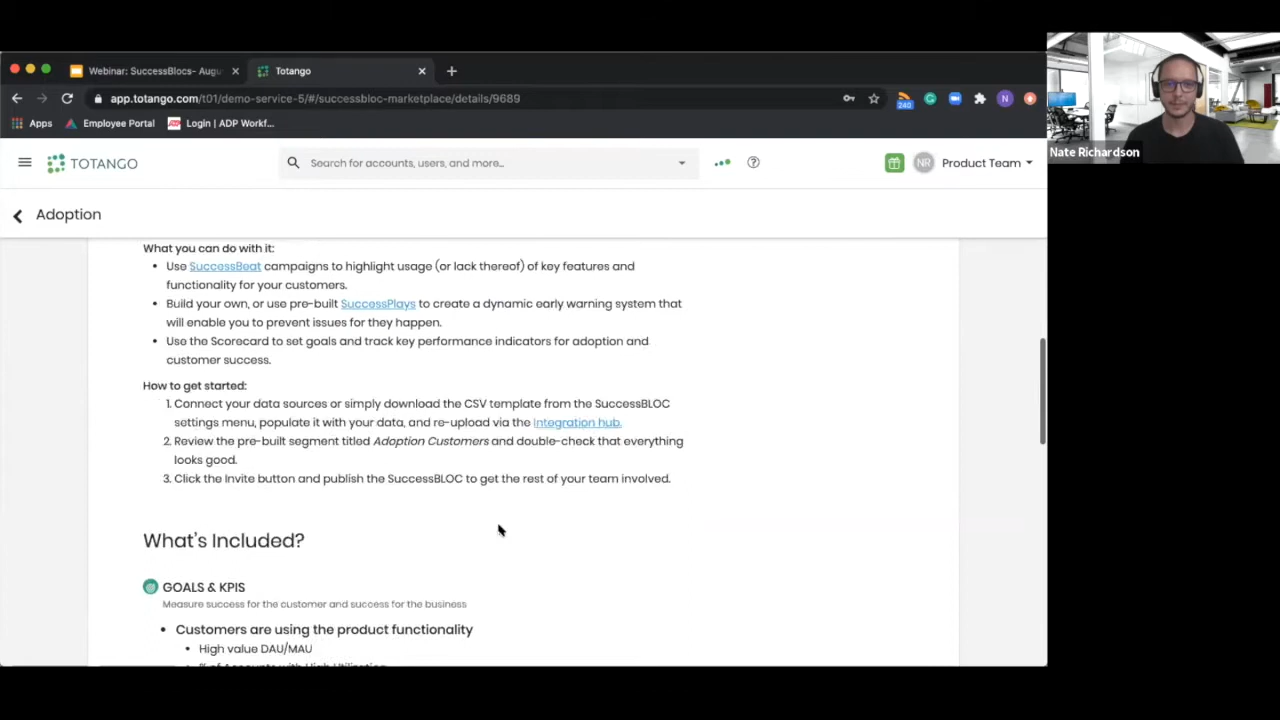 Webinar: SuccessBlocs- Augu
Totango
app.totango.com/t01/demo-service-5/#/successbloc-marketplace/details/9689
240
N
Apps
Employee Portal
Login | ADP Workf...
Nate Richardson
TOTANGO
Search for accounts, users, and more...
NR
Product Team
Adoption
What you can do with it:
• Use SuccessBeat campaigns to highlight usage (or lack thereof) of key features and
functionality for your customers.
• Build your own, or use pre-built SuccessPlays to create a dynamic early warning system that
will enable you to prevent issues for they happen.
• Use the Scorecard to set goals and track key performance indicators for adoption and
customer success.
How to get started:
1. Connect your data sources or simply download the CSV template from the SuccessBLOC
settings menu, populate it with your data, and re-upload via the Integration hub.
2. Review the pre-built segment titled Adoption Customers and double-check that everything
looks good.
3. Click the Invite button and publish the SuccessBLOC to get the rest of your team involved.
What's Included?
GOALS & KPIS
Measure success for the customer and success for the business
• Customers are using the product functionality
• High value DAU/MAU
• % of Accounts with High Utilization